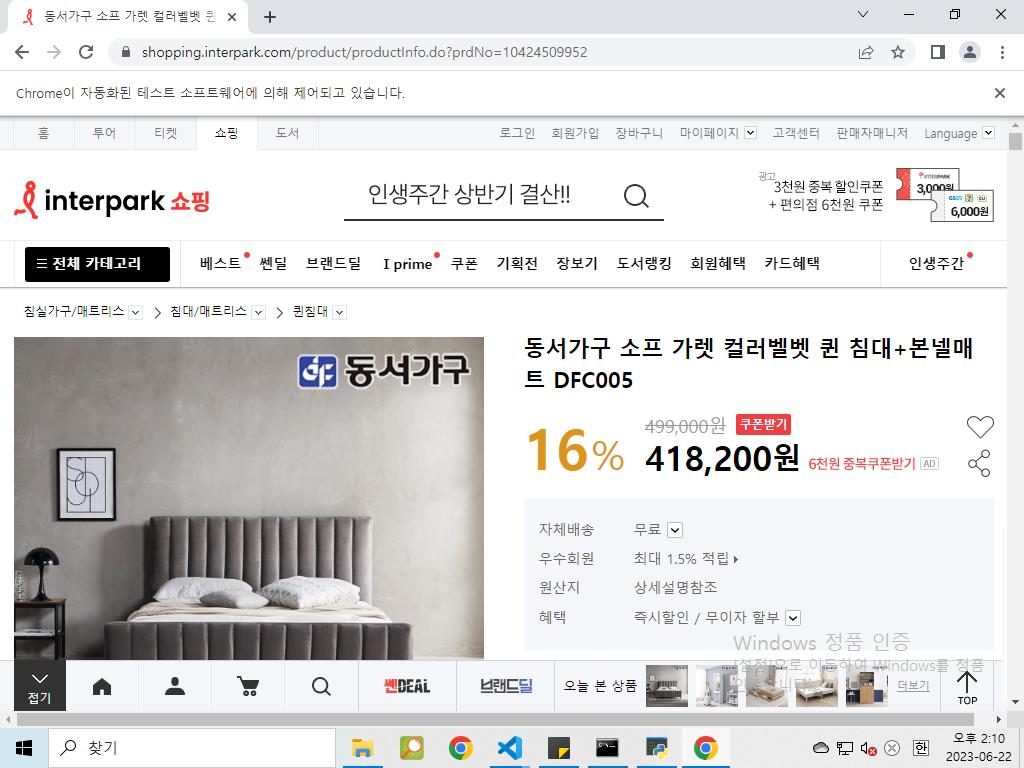 동서가구 소프 가렛 컬러벨벳 퀸
shopping.interpark.com/product/productInfo.do?prdNo=10424509952
Chrome이 자동화된 테스트 소프트웨어에 의해 제어되고 있습니다.
홈 투어 티켓 쇼핑 도서 로그인 회원가입 장바구니 마이페이지 고객센터 판매자매니저 Language
interpark 쇼핑
인생주간 상반기 결산!!
광고
3천원 중복 할인쿠폰
+ 편의점 6천원 쿠폰
INTERPARK
3,000원
GS25 CU
6,000원
전체 카테고리 베스트 쎈딜 브랜드딜 I prime 쿠폰 기획전 장보기 도서랭킹 회원혜택 카드혜택 인생주간
침실가구/매트리스 침대/매트리스 퀸침대
동서가구
동서가구 소프 가렛 컬러벨벳 퀸 침대+본넬매
트 DFC005
16%
499,000원 쿠폰받기
418,200원 6천원 중복쿠폰받기 AD
자체배송 무료
우수회원 최대 1.5% 적립
원산지 상세설명참조
혜택 즉시할인 / 무이자 할부
Windows 정품 인증
[설정]으로 이동하여 Windows를 정품
접기
쎈DEAL
브랜드딜
오늘 본 상품
더보기
TOP
찾기
한
오후 2:10
2023-06-22